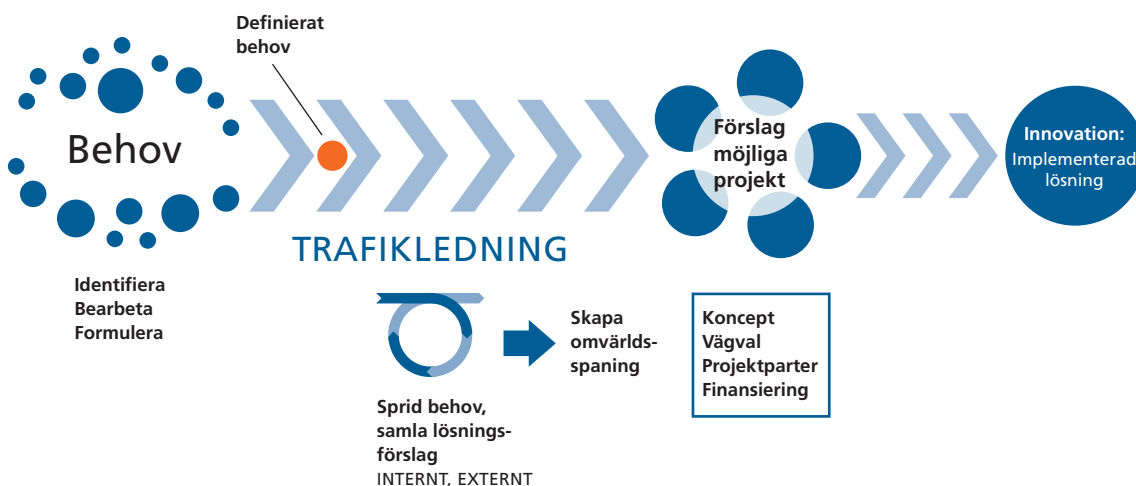 Definierat
behov
Behov
Identifiera
Bearbeta
Formulera
TRAFIKLEDNING
Sprid behov,
samla lösnings-
förslag
INTERNT, EXTERNT
Skapa
omvärlds-
spaning
Förslag
möjliga
projekt
Koncept
Vägval
Projektparter
Finansiering
Innovation:
Implementerad
lösning